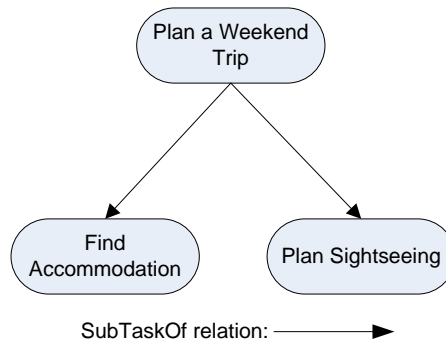 Plan a Weekend
Trip
Find
Accommodation
Plan Sightseeing
SubTaskOf relation: